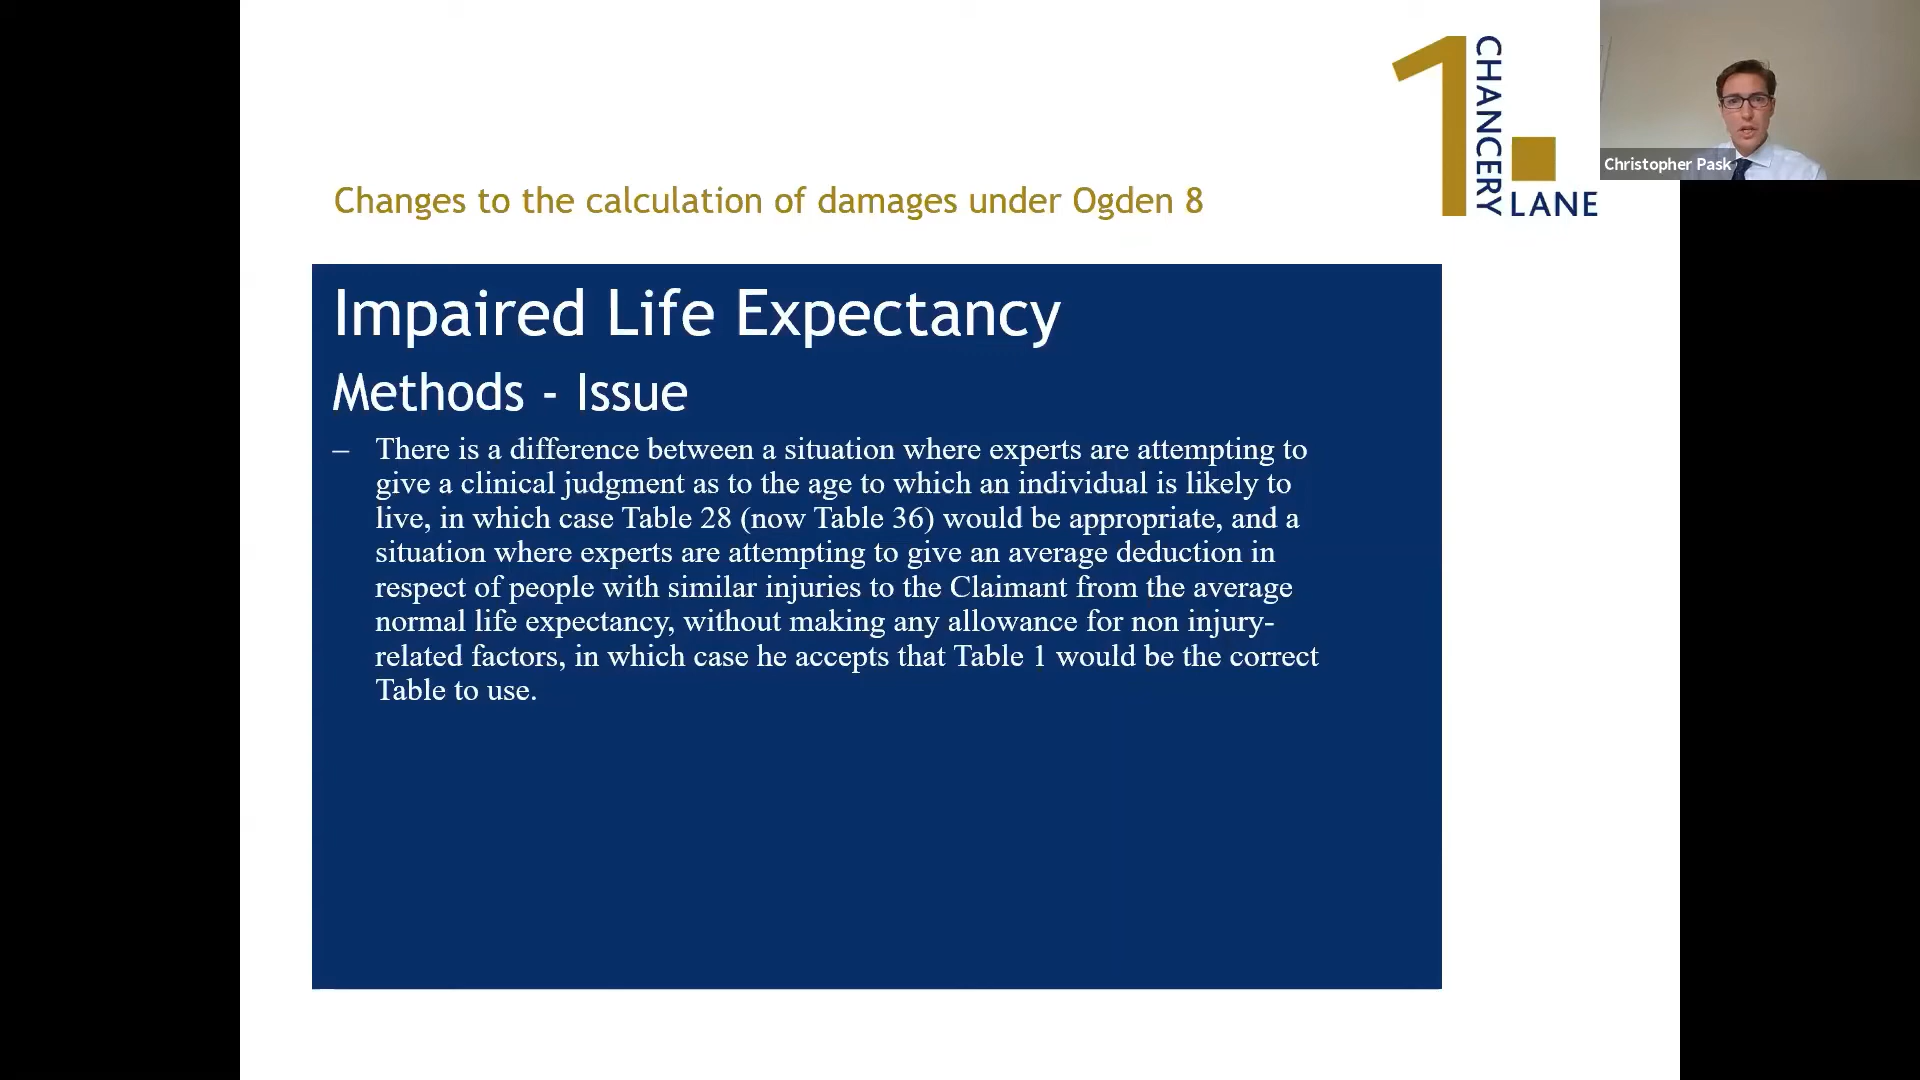 1 CHANCERY LANE
Christopher Pask
Changes to the calculation of damages under Ogden 8
Impaired Life Expectancy
Methods - Issue
– There is a difference between a situation where experts are attempting to
give a clinical judgment as to the age to which an individual is likely to
live, in which case Table 28 (now Table 36) would be appropriate, and a
situation where experts are attempting to give an average deduction in
respect of people with similar injuries to the Claimant from the average
normal life expectancy, without making any allowance for non injury-
related factors, in which case he accepts that Table 1 would be the correct
Table to use.